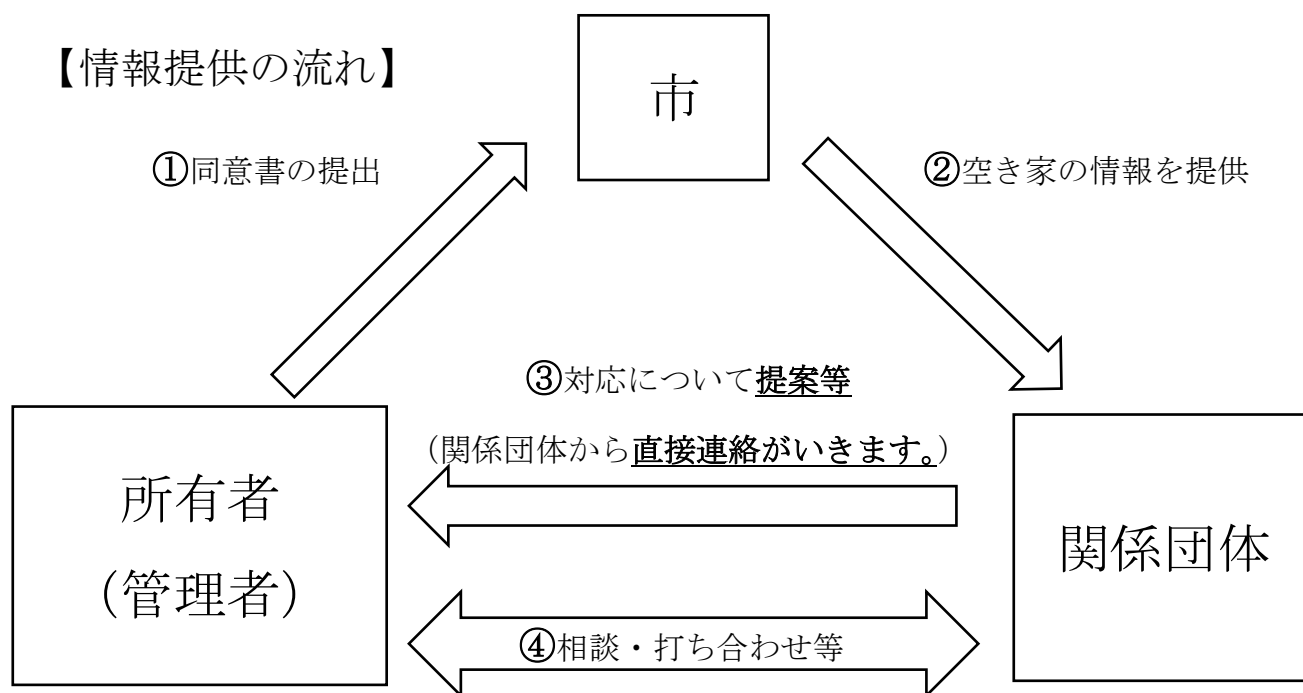 【情報提供の流れ】
市
①同意書の提出
②空き家の情報を提供
③対応について提案等
（関係団体から直接連絡がいきます。）
所有者
（管理者）
関係団体
④相談・打ち合わせ等